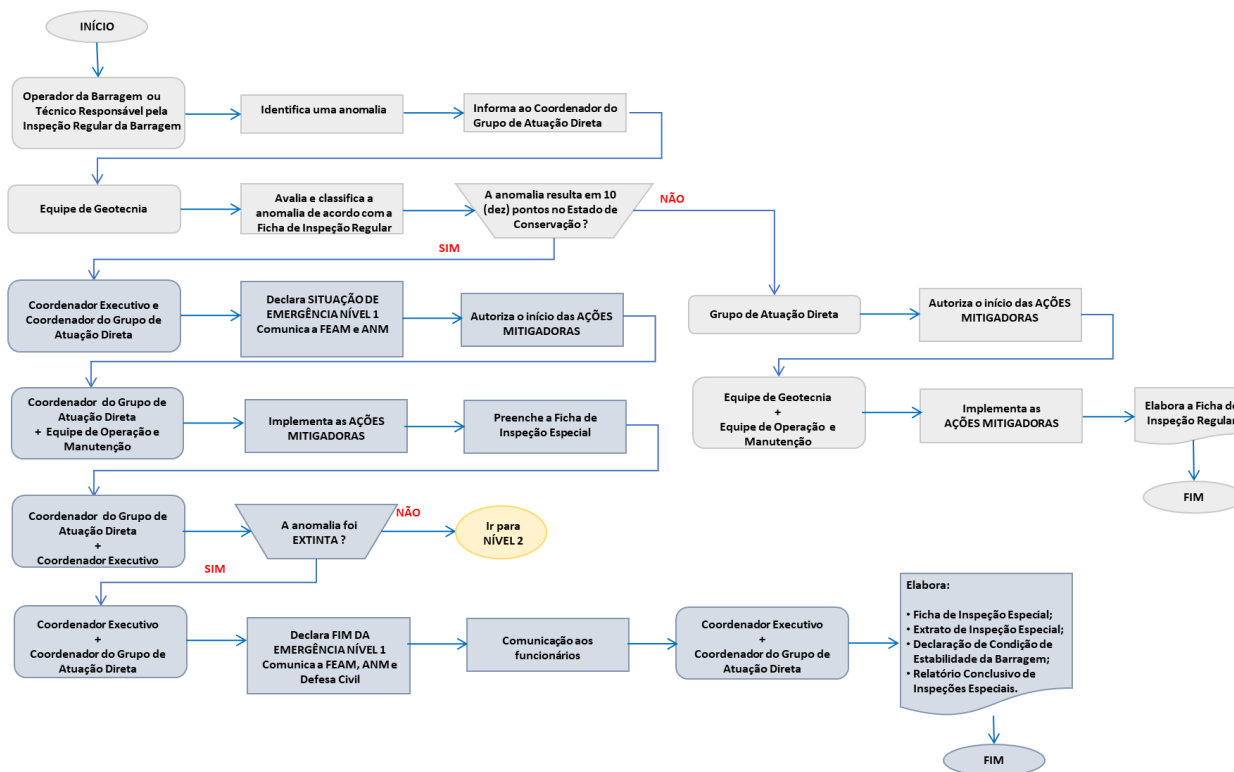 INÍCIO
Operador da Barragem ou
Técnico Responsável pela
Inspeção Regular da Barragem
Identifica uma anomalia
Informa ao Coordenador do
Grupo de Atuação Direta
Equipe de Geotecnia
Avalia e classifica a
anomalia de acordo com a
Ficha de Inspeção Regular
A anomalia resulta em 10
(dez) pontos no Estado de
Conservação ?
NÃO
SIM
Coordenador Executivo e
Coordenador do Grupo de
Atuação Direta
Declara SITUAÇÃO DE
EMERGÊNCIA NÍVEL 1
Comunica a FEAM e ANM
Autoriza o início das AÇÕES
MITIGADORAS
Grupo de Atuação Direta
Autoriza o início das AÇÕES
MITIGADORAS
Coordenador do Grupo de
Atuação Direta
+ Equipe de Operação e
Manutenção
Implementa as AÇÕES
MITIGADORAS
Preenche a Ficha de
Inspeção Especial
Equipe de Geotecnia
+
Equipe de Operação e
Manutenção
Implementa as
AÇÕES MITIGADORAS
Elabora a Ficha de
Inspeção Regular
FIM
Coordenador do Grupo de
Atuação Direta
+
Coordenador Executivo
A anomalia foi
EXTINTA ?
NÃO
Ir para
NÍVEL 2
SIM
Coordenador Executivo
+
Coordenador do Grupo de
Atuação Direta
Declara FIM DA
EMERGÊNCIA NÍVEL 1
Comunica a FEAM, ANM e
Defesa Civil
Comunicação aos
funcionários
Coordenador Executivo
+
Coordenador do Grupo de
Atuação Direta
Elabora:
• Ficha de Inspeção Especial;
• Extrato de Inspeção Especial;
• Declaração de Condição de
Estabilidade da Barragem;
• Relatório Conclusivo de
Inspeções Especiais.
FIM